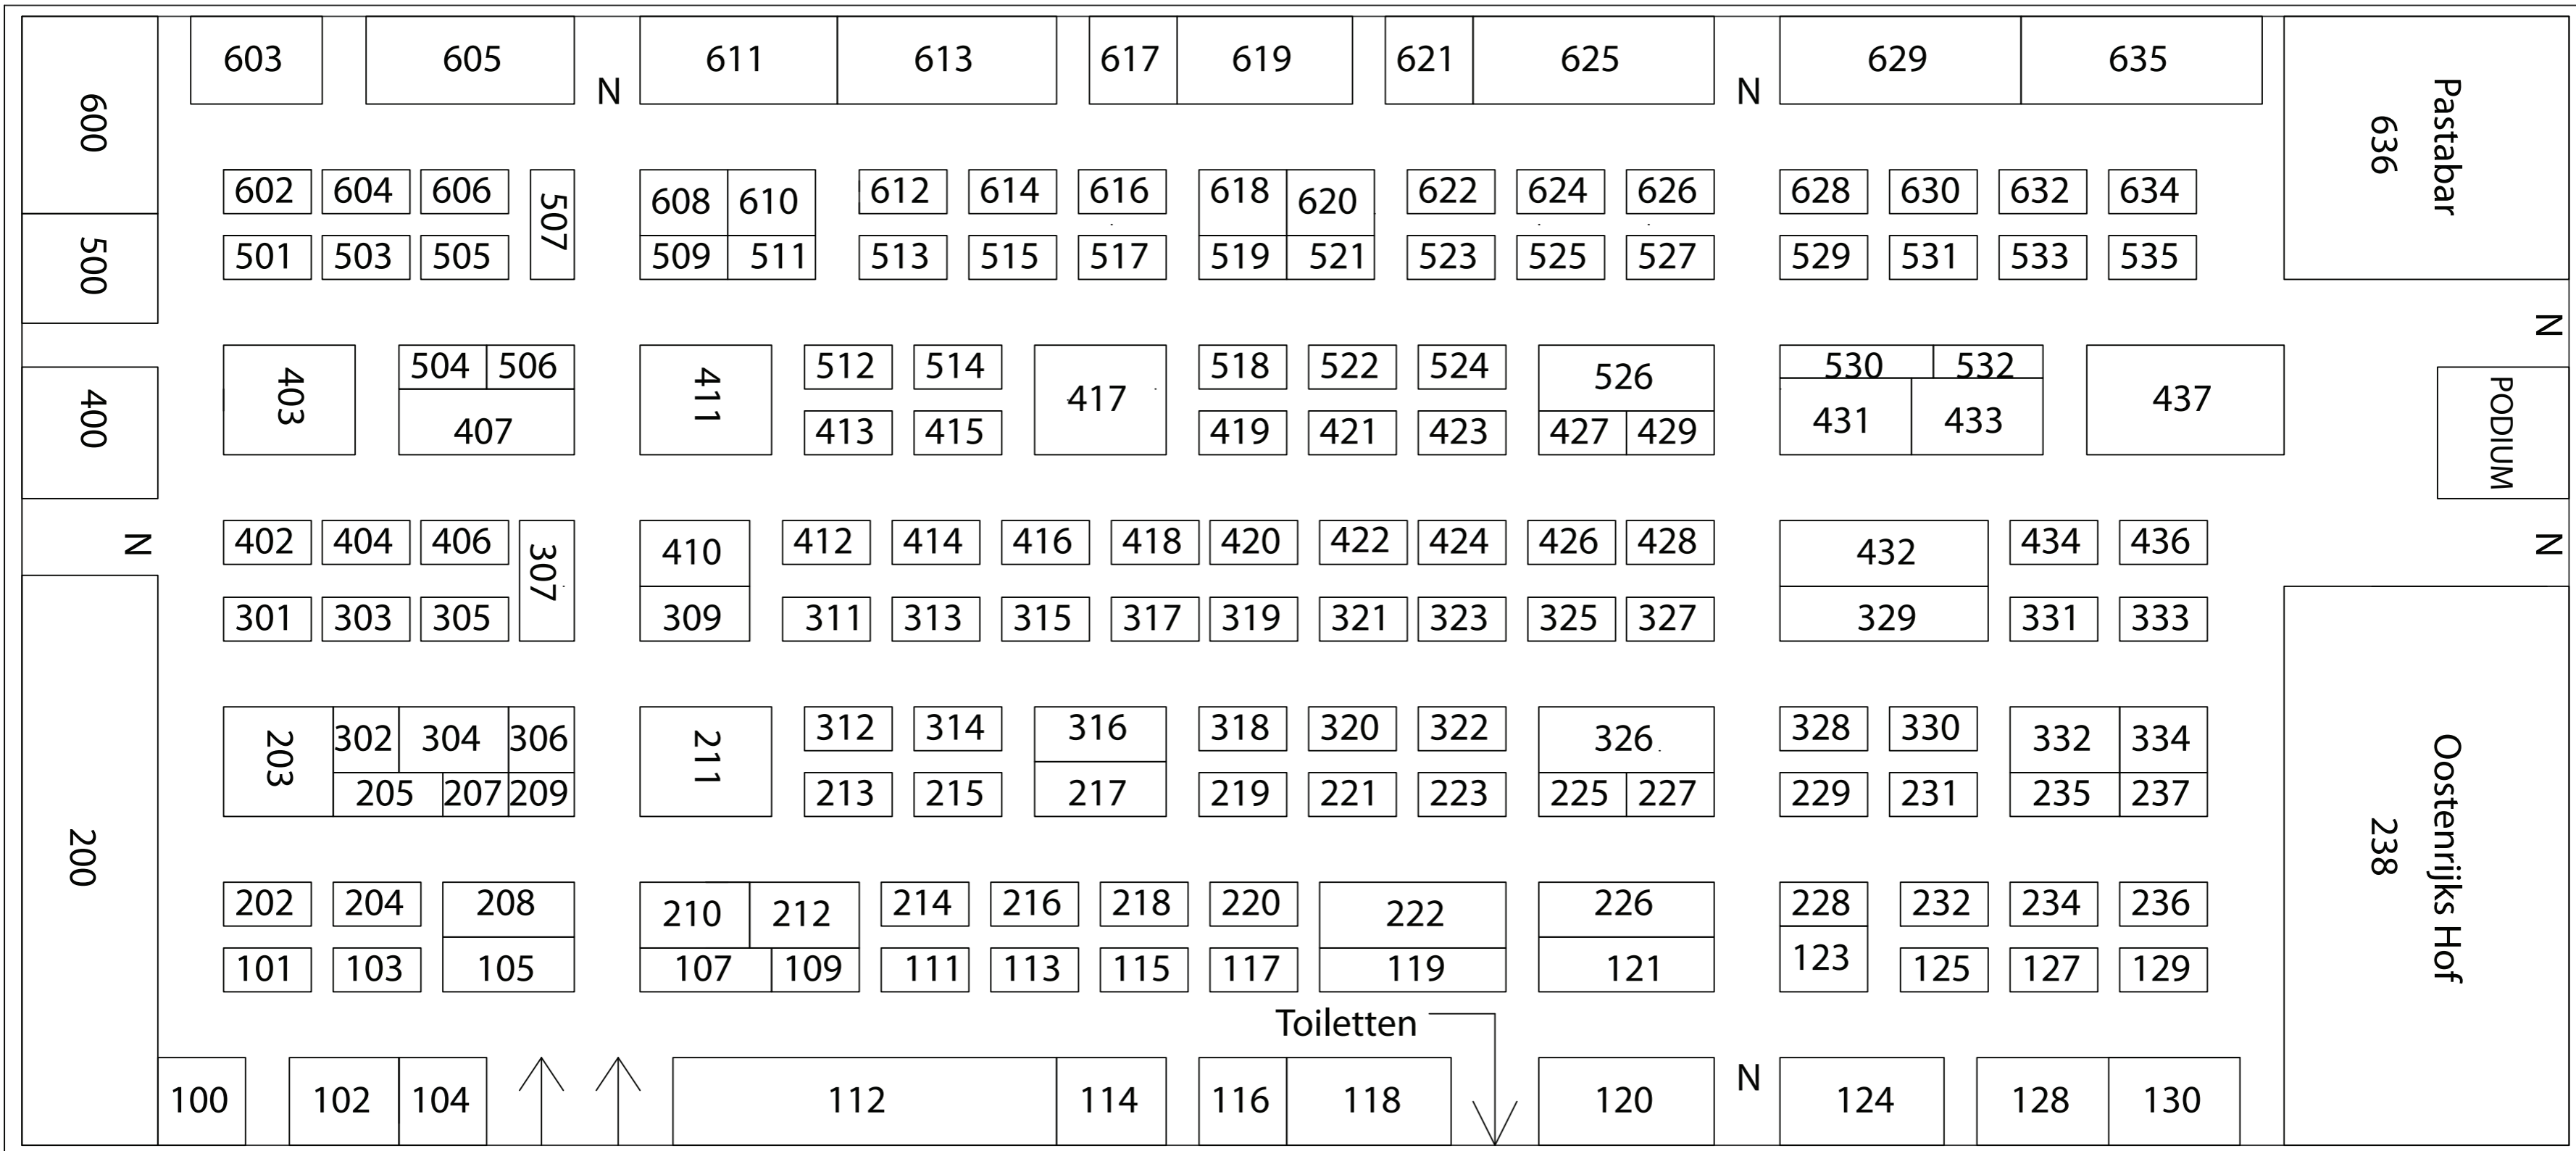 603 605 611 613 617 619 621 625 629 635
N N
600
Pastabar
636
602 604 606 608 610 612 614 616 618 620 622 624 626 628 630 632 634
507
500
501 503 505 509 511 513 515 517 519 521 523 525 527 529 531 533 535
N
504 506 512 514 518 522 524 526 530 532
403 411 417 437
400
PODIUM
407 413 415 419 421 423 427 429 431 433
N N
402 404 406 410 412 414 416 418 420 422 424 426 428 432 434 436
307
301 303 305 309 311 313 315 317 319 321 323 325 327 329 331 333
302 304 306 312 314 316 318 320 322 326 328 330 332 334
203 211
205 207 209 213 215 217 219 221 223 225 227 229 231 235 237
200
Oostenrijks Hof
238
202 204 208 210 212 214 216 218 220 222 226 228 232 234 236
101 103 105 107 109 111 113 115 117 119 121 123 125 127 129
Toiletten
N
100 102 104 112 114 116 118 120 124 128 130